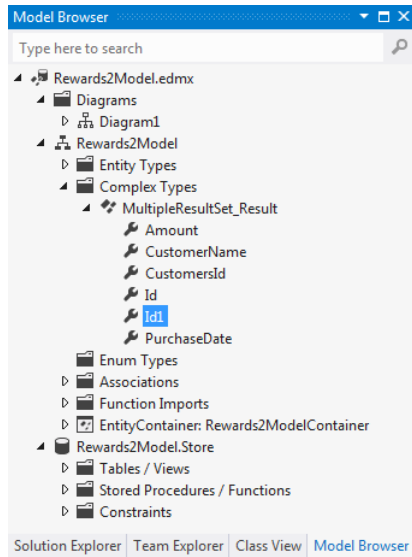 Model Browser
Type here to search
Rewards2Model.edmx
Diagrams
Diagram1
Rewards2Model
Entity Types
Complex Types
MultipleResultSet_Result
Amount
CustomerName
CustomersId
Id
Id1
PurchaseDate
Enum Types
Associations
Function Imports
EntityContainer: Rewards2ModelContainer
Rewards2Model.Store
Tables / Views
Stored Procedures / Functions
Constraints
Solution Explorer Team Explorer Class View Model Browser